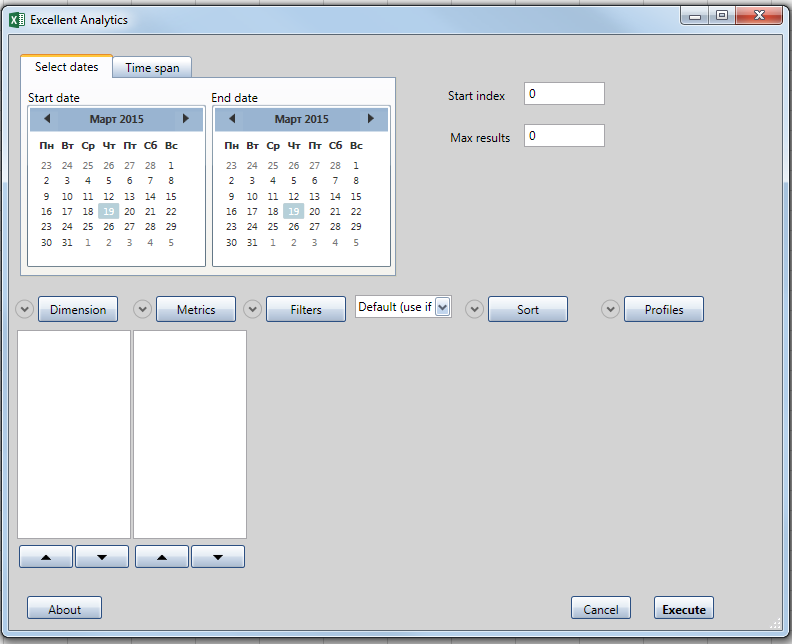 Excellent Analytics
Select dates Time span
Start date End date
Март 2015 Март 2015
Пн Вт Ср Чт Пт Сб Вс Пн Вт Ср Чт Пт Сб Вс
23 24 25 26 27 28 1 23 24 25 26 27 28 1
2 3 4 5 6 7 8 2 3 4 5 6 7 8
9 10 11 12 13 14 15 9 10 11 12 13 14 15
16 17 18 19 20 21 22 16 17 18 19 20 21 22
23 24 25 26 27 28 29 23 24 25 26 27 28 29
30 31 1 2 3 4 5 30 31 1 2 3 4 5
Start index 0
Max results 0
Dimension Metrics Filters Default (use if Sort Profiles
About Cancel Execute